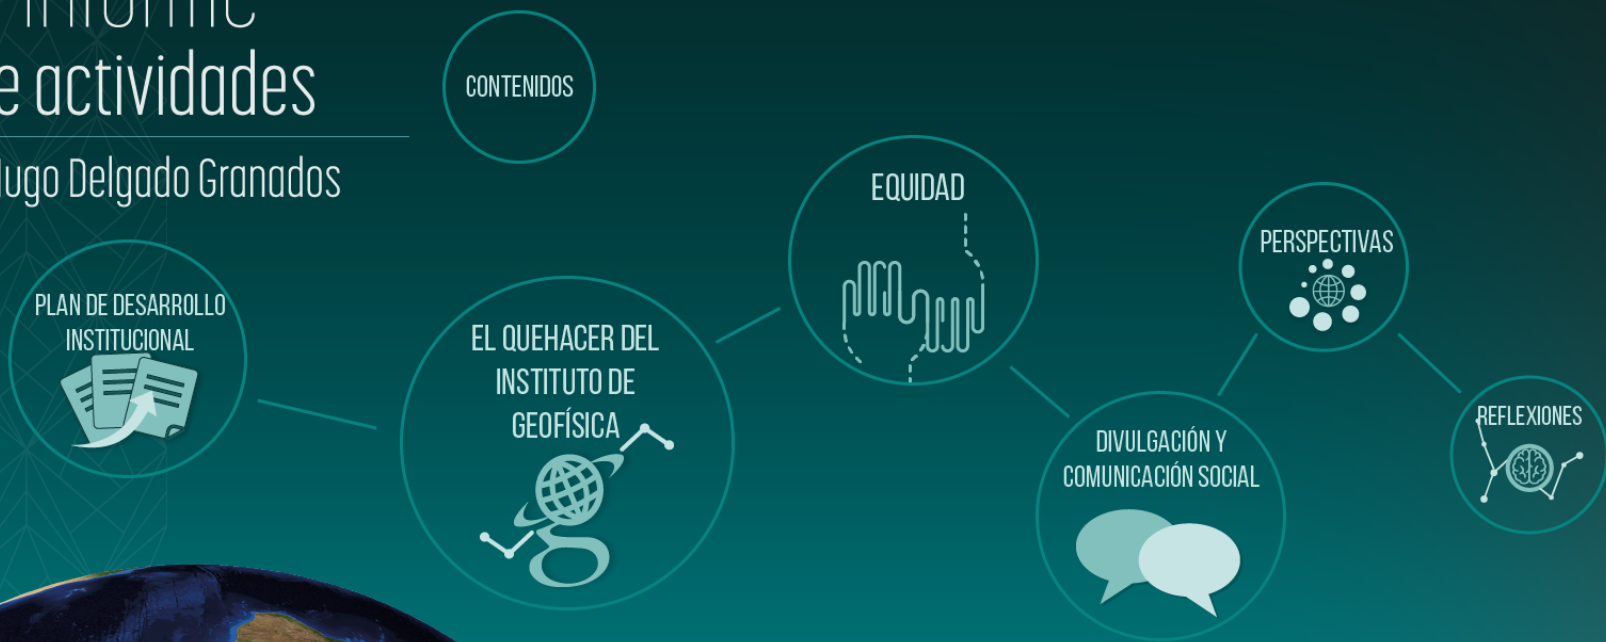 e actividades
Hugo Delgado Granados
CONTENIDOS
PLAN DE DESARROLLO
INSTITUCIONAL
EL QUEHACER DEL
INSTITUTO DE
GEOFÍSICA
EQUIDAD
DIVULGACIÓN Y
COMUNICACIÓN SOCIAL
PERSPECTIVAS
REFLEXIONES